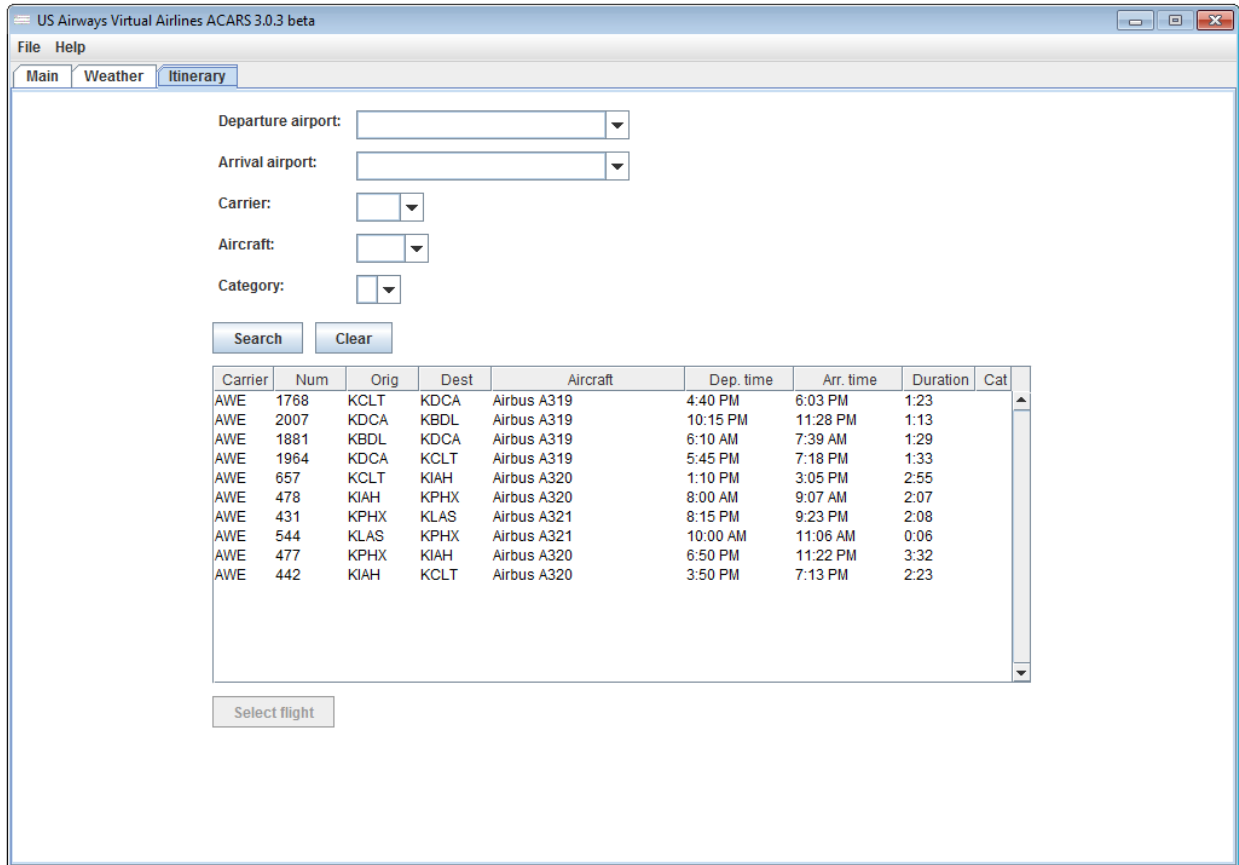 US Airways Virtual Airlines ACARS 3.0.3 beta
File Help
Main Weather Itinerary
Departure airport:
Arrival airport:
Carrier:
Aircraft:
Category:
Search Clear
Carrier Num Orig Dest Aircraft Dep. time Arr. time Duration Cat
AWE 1768 KCLT KDCA Airbus A319 4:40 PM 6:03 PM 1:23
AWE 2007 KDCA KBDL Airbus A319 10:15 PM 11:28 PM 1:13
AWE 1881 KBDL KDCA Airbus A319 6:10 AM 7:39 AM 1:29
AWE 1964 KDCA KCLT Airbus A319 5:45 PM 7:18 PM 1:33
AWE 657 KCLT KIAH Airbus A320 1:10 PM 3:05 PM 2:55
AWE 478 KIAH KPHX Airbus A320 8:00 AM 9:07 AM 2:07
AWE 431 KPHX KLAS Airbus A321 8:15 PM 9:23 PM 2:08
AWE 544 KLAS KPHX Airbus A321 10:00 AM 11:06 AM 0:06
AWE 477 KPHX KIAH Airbus A320 6:50 PM 11:22 PM 3:32
AWE 442 KIAH KCLT Airbus A320 3:50 PM 7:13 PM 2:23
Select flight